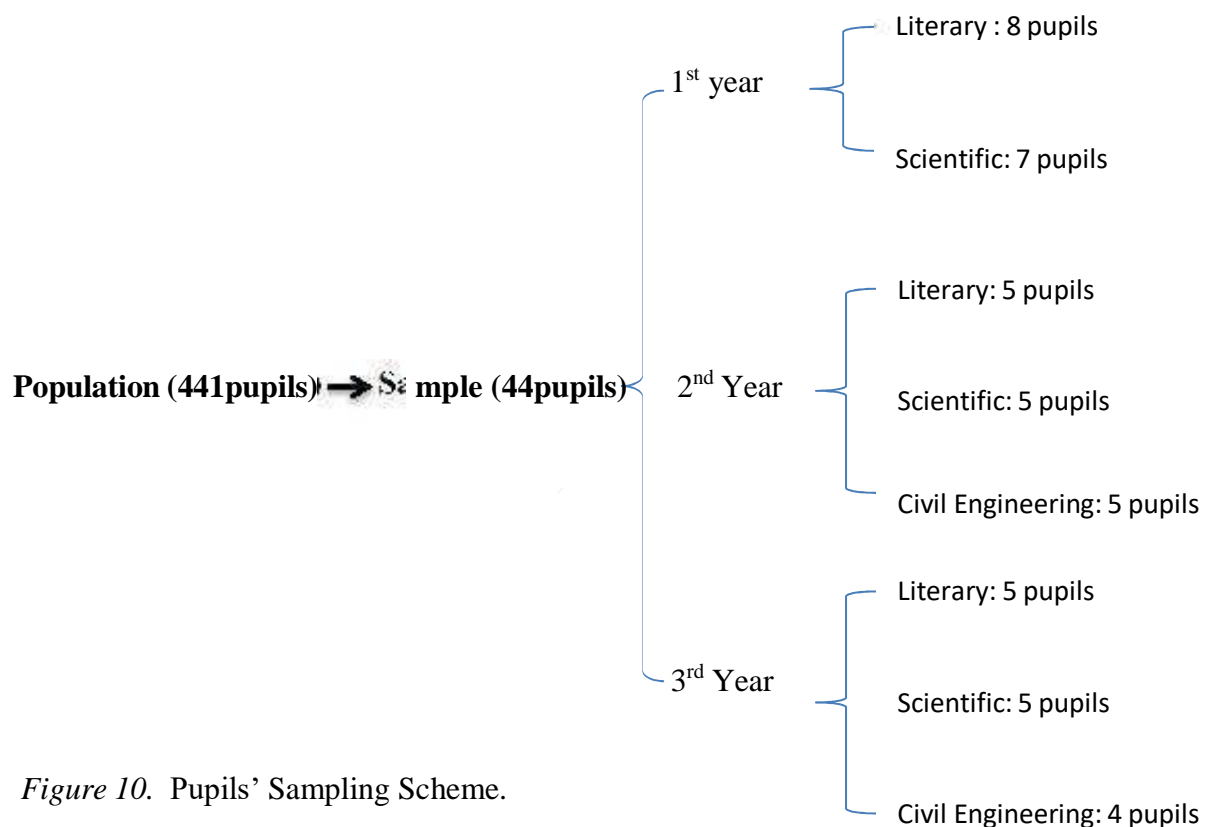 Literary : 8 pupils
1st year
Scientific: 7 pupils
Literary: 5 pupils
Population (441pupils) → Sa mple (44pupils)
2nd Year
Scientific: 5 pupils
Civil Engineering: 5 pupils
Literary: 5 pupils
3rd Year
Scientific: 5 pupils
Figure 10. Pupils’ Sampling Scheme.
Civil Engineering: 4 pupils